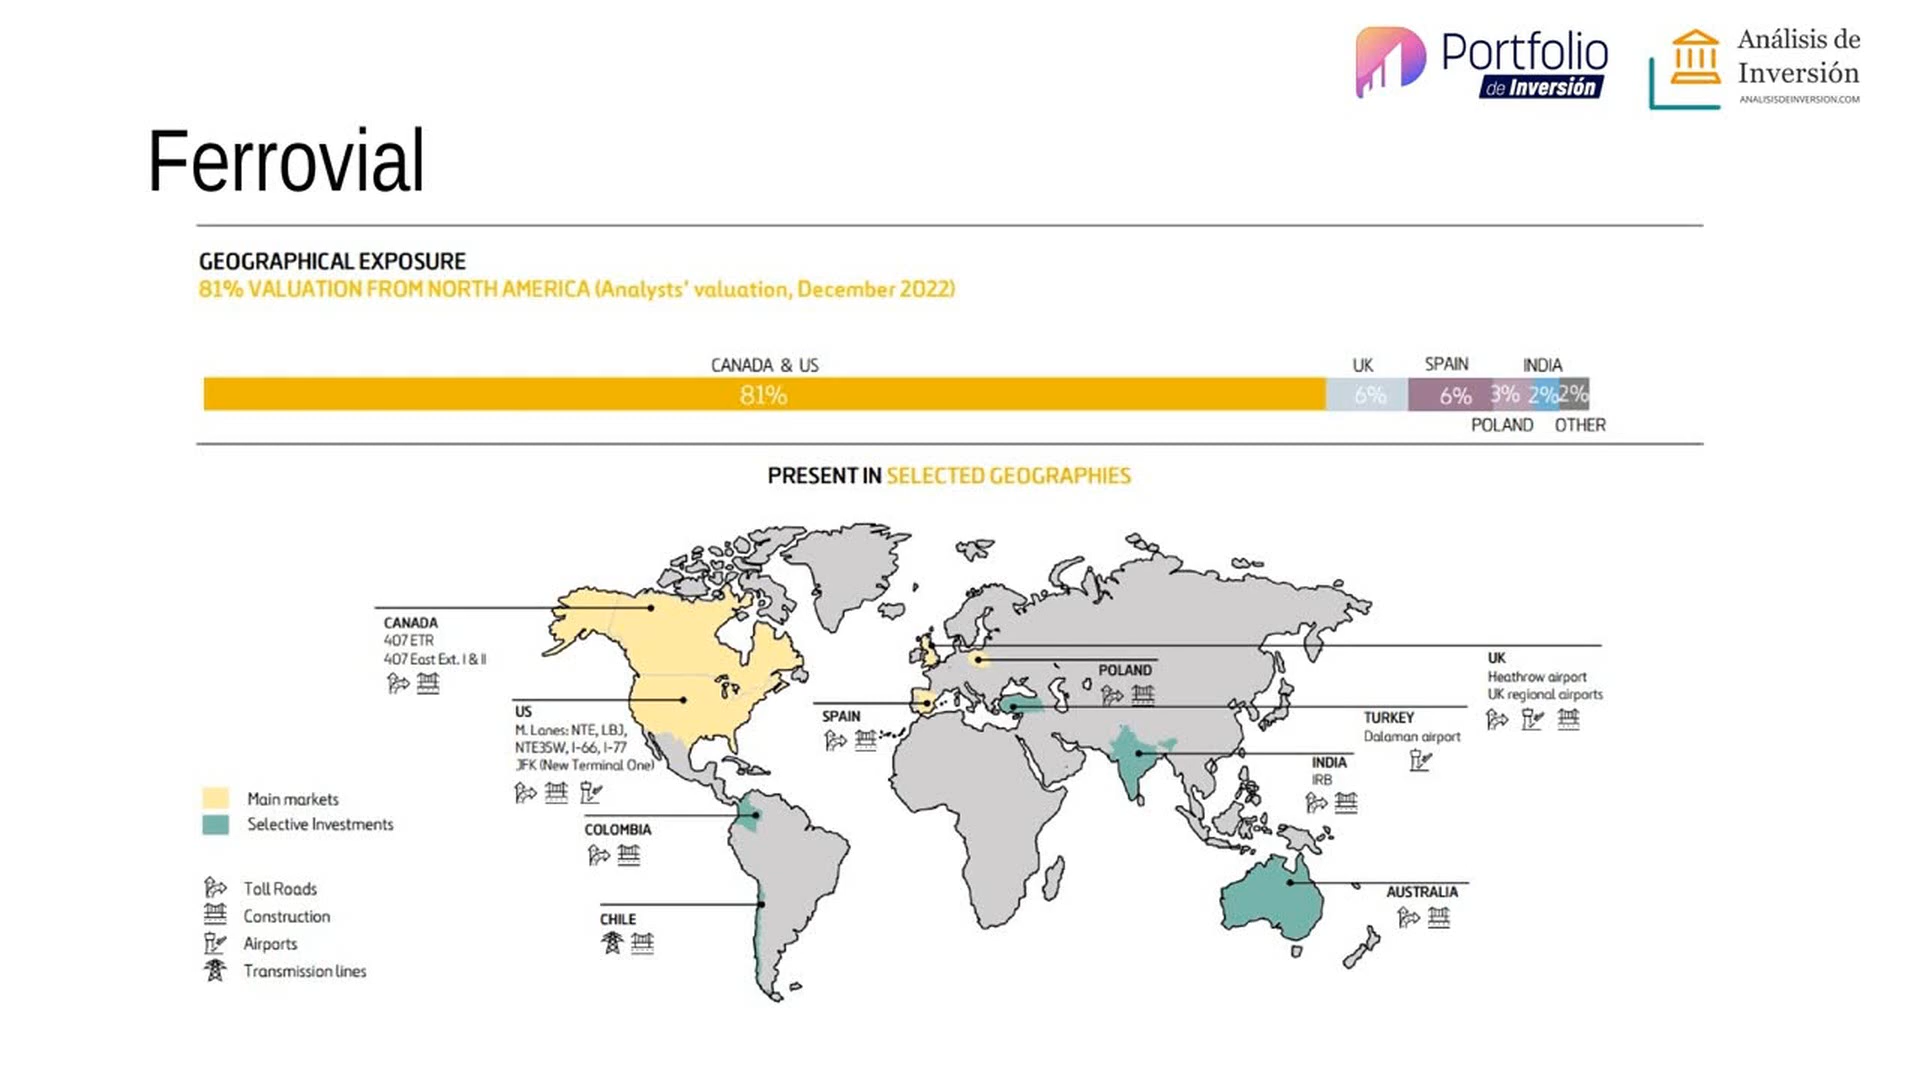 Portfolio
de Inversión
Análisis de
Inversión
ANALISISDEINVERSION.COM
Ferrovial
GEOGRAPHICAL EXPOSURE
81% VALUATION FROM NORTH AMERICA (Analysts' valuation, December 2022)
CANADA & US
UK
SPAIN
INDIA
81%
6%
6%
3%
2%
2%
POLAND
OTHER
PRESENT IN SELECTED GEOGRAPHIES
CANADA
407 ETR
407 East Ext. I & II
US
M. Lanes: NTE, LBJ,
NTE35W, I-66, I-77
JFK (New Terminal One)
SPAIN
POLAND
UK
Heathrow airport
UK regional airports
TURKEY
Dalaman airport
INDIA
IRB
COLOMBIA
CHILE
AUSTRALIA
Main markets
Selective Investments
Toll Roads
Construction
Airports
Transmission lines